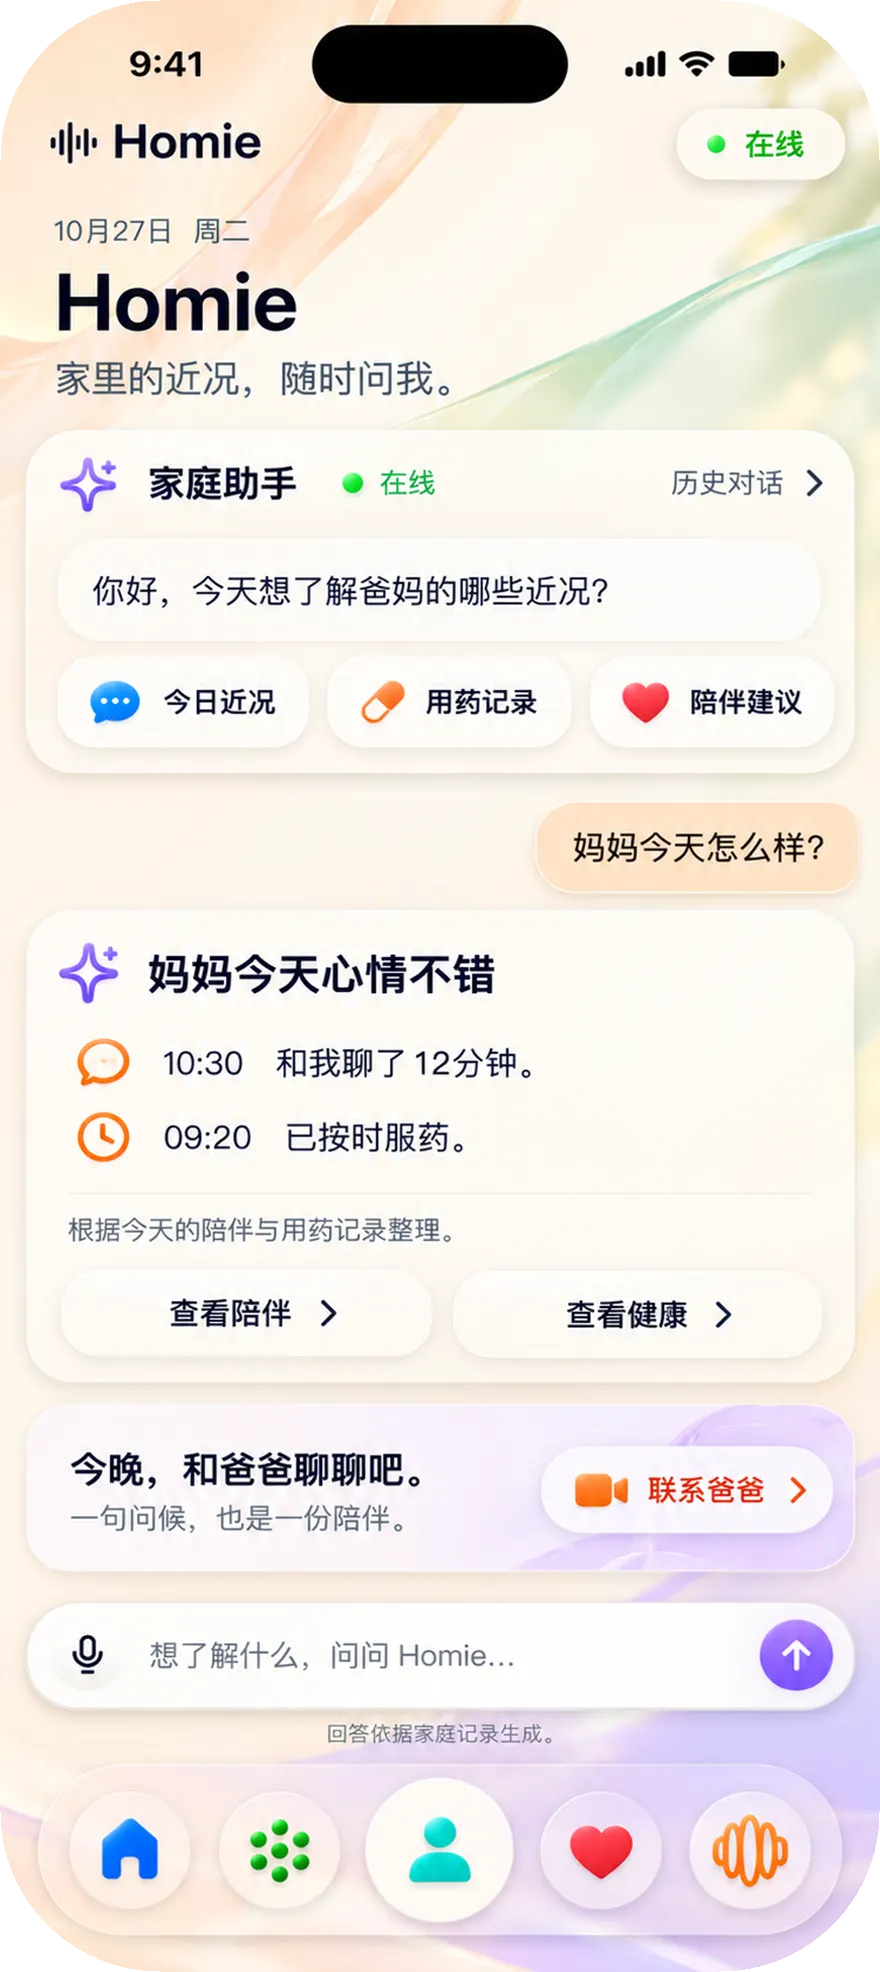 9:41
Homie
在线
10月27日 周二
Homie
家里的近况，随时问我。
家庭助手 在线 历史对话
你好，今天想了解爸妈的哪些近况？
今日近况 用药记录 陪伴建议
妈妈今天怎么样？
妈妈今天心情不错
10:30 和我聊了12分钟。
09:20 已按时服药。
根据今天的陪伴与用药记录整理。
查看陪伴 查看健康
今晚，和爸爸聊聊吧。
一句问候，也是一份陪伴。
联系爸爸
想了解什么，问问 Homie...
回答依据家庭记录生成。